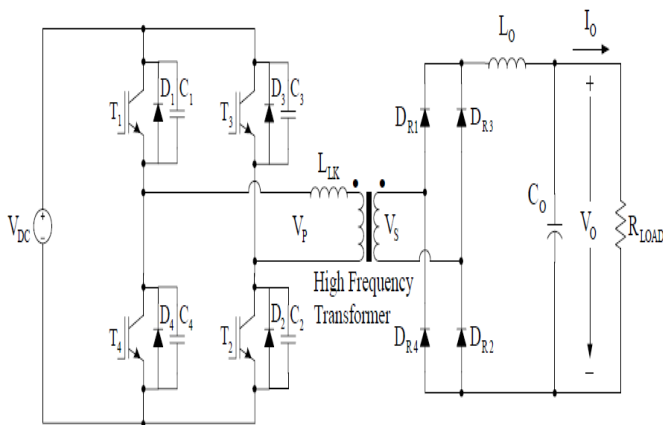 L_O
I_O
T_1
D_1
C_1
T_3
D_3
C_3
+
D_R1
D_R3
L_LK
V_DC
+
-
V_P
V_S
C_O
V_O
R_LOAD
High Frequency
Transformer
T_4
D_4
C_4
T_2
D_2
C_2
D_R4
D_R2
-